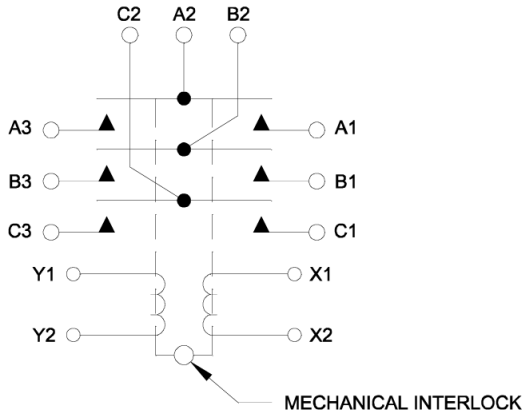 C2 A2 B2
A3 A1
B3 B1
C3 C1
Y1 X1
Y2 X2
MECHANICAL INTERLOCK